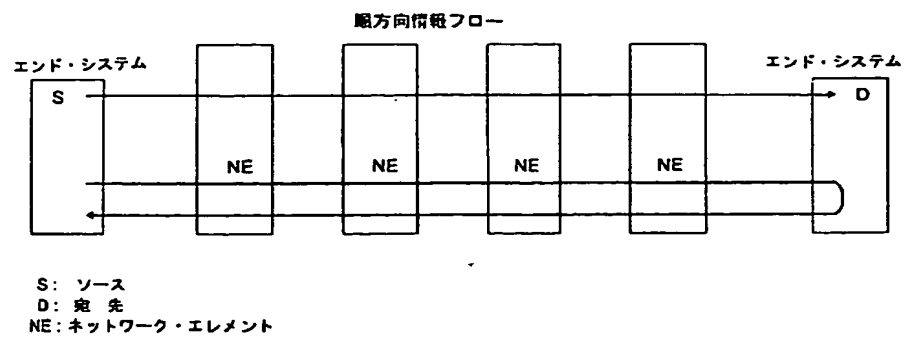 順方向情報フロー
エンド・システム
エンド・システム
S
D
NE
NE
NE
NE
S: ソース
D: 宛 先
NE: ネットワーク・エレメント